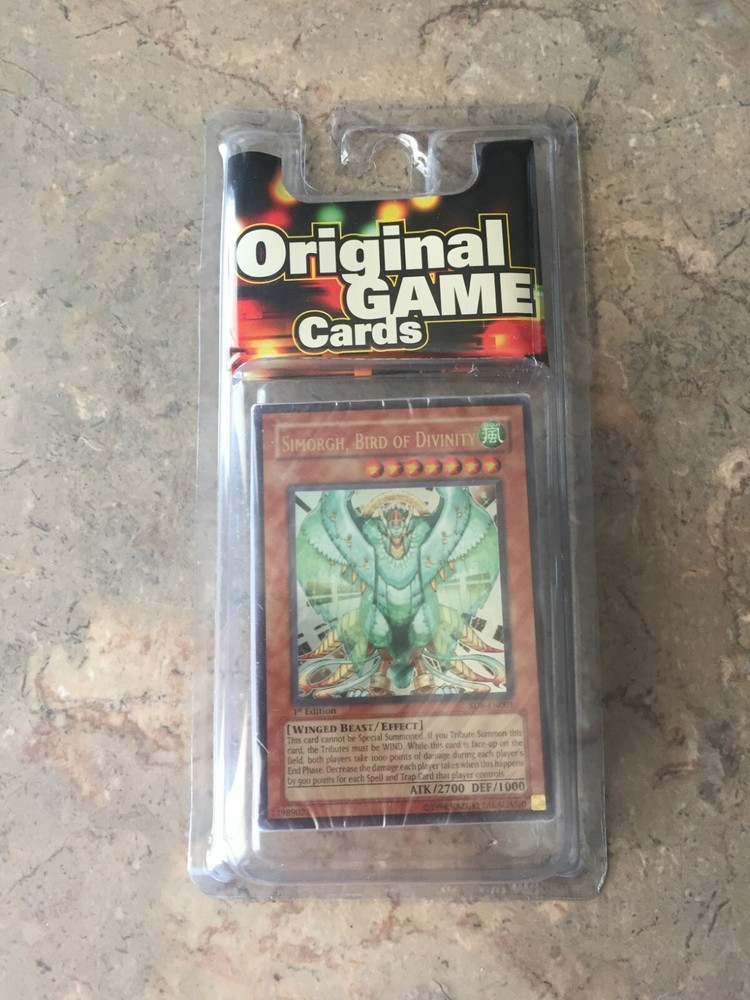 Original
GAME
Cards
SIMORGH, BIRD OF DIVINITY
風
1st Edition
[WINGED BEAST/EFFECT]
This card cannot be Special Summoned. If you Tribute Summon this
card, the Tributes must be WIND. While this card is face-up on the
field, both players take 1000 points of damage during each player's
End Phase. Decrease the damage each player takes when this happens
by 500 points for each Spell and Trap Card that player controls.
ATK/2700 DEF/1000